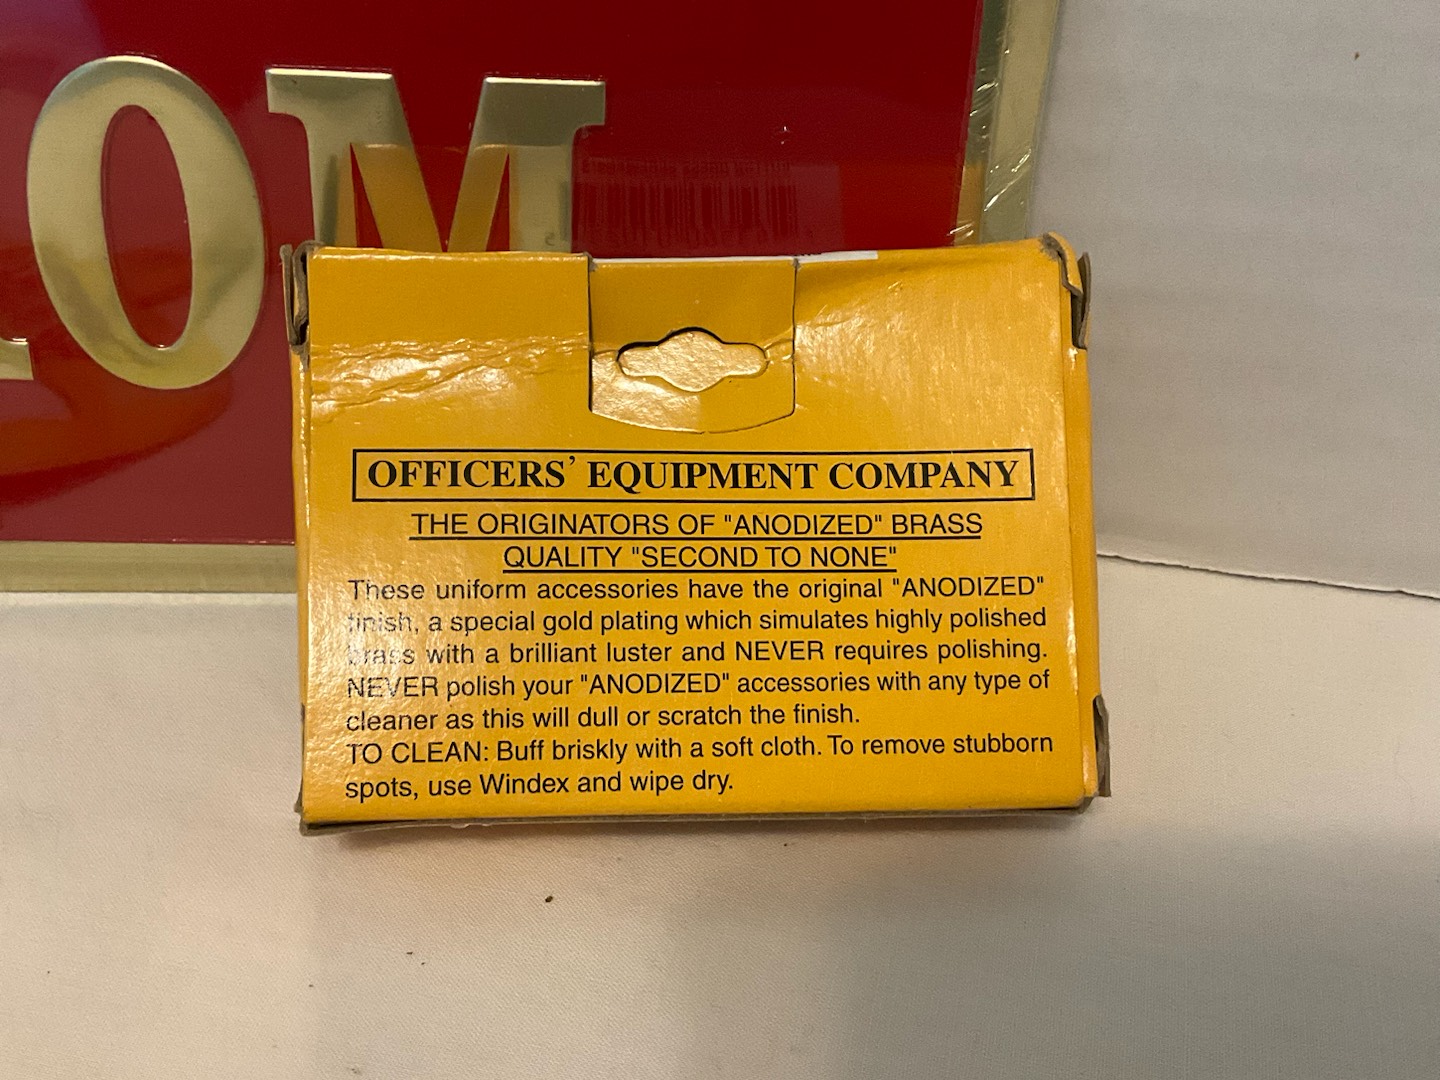 OM
OFFICERS' EQUIPMENT COMPANY
THE ORIGINATORS OF "ANODIZED" BRASS
QUALITY "SECOND TO NONE"
These uniform accessories have the original "ANODIZED"
finish, a special gold plating which simulates highly polished
brass with a brilliant luster and NEVER requires polishing.
NEVER polish your "ANODIZED" accessories with any type of
cleaner as this will dull or scratch the finish.
TO CLEAN: Buff briskly with a soft cloth. To remove stubborn
spots, use Windex and wipe dry.